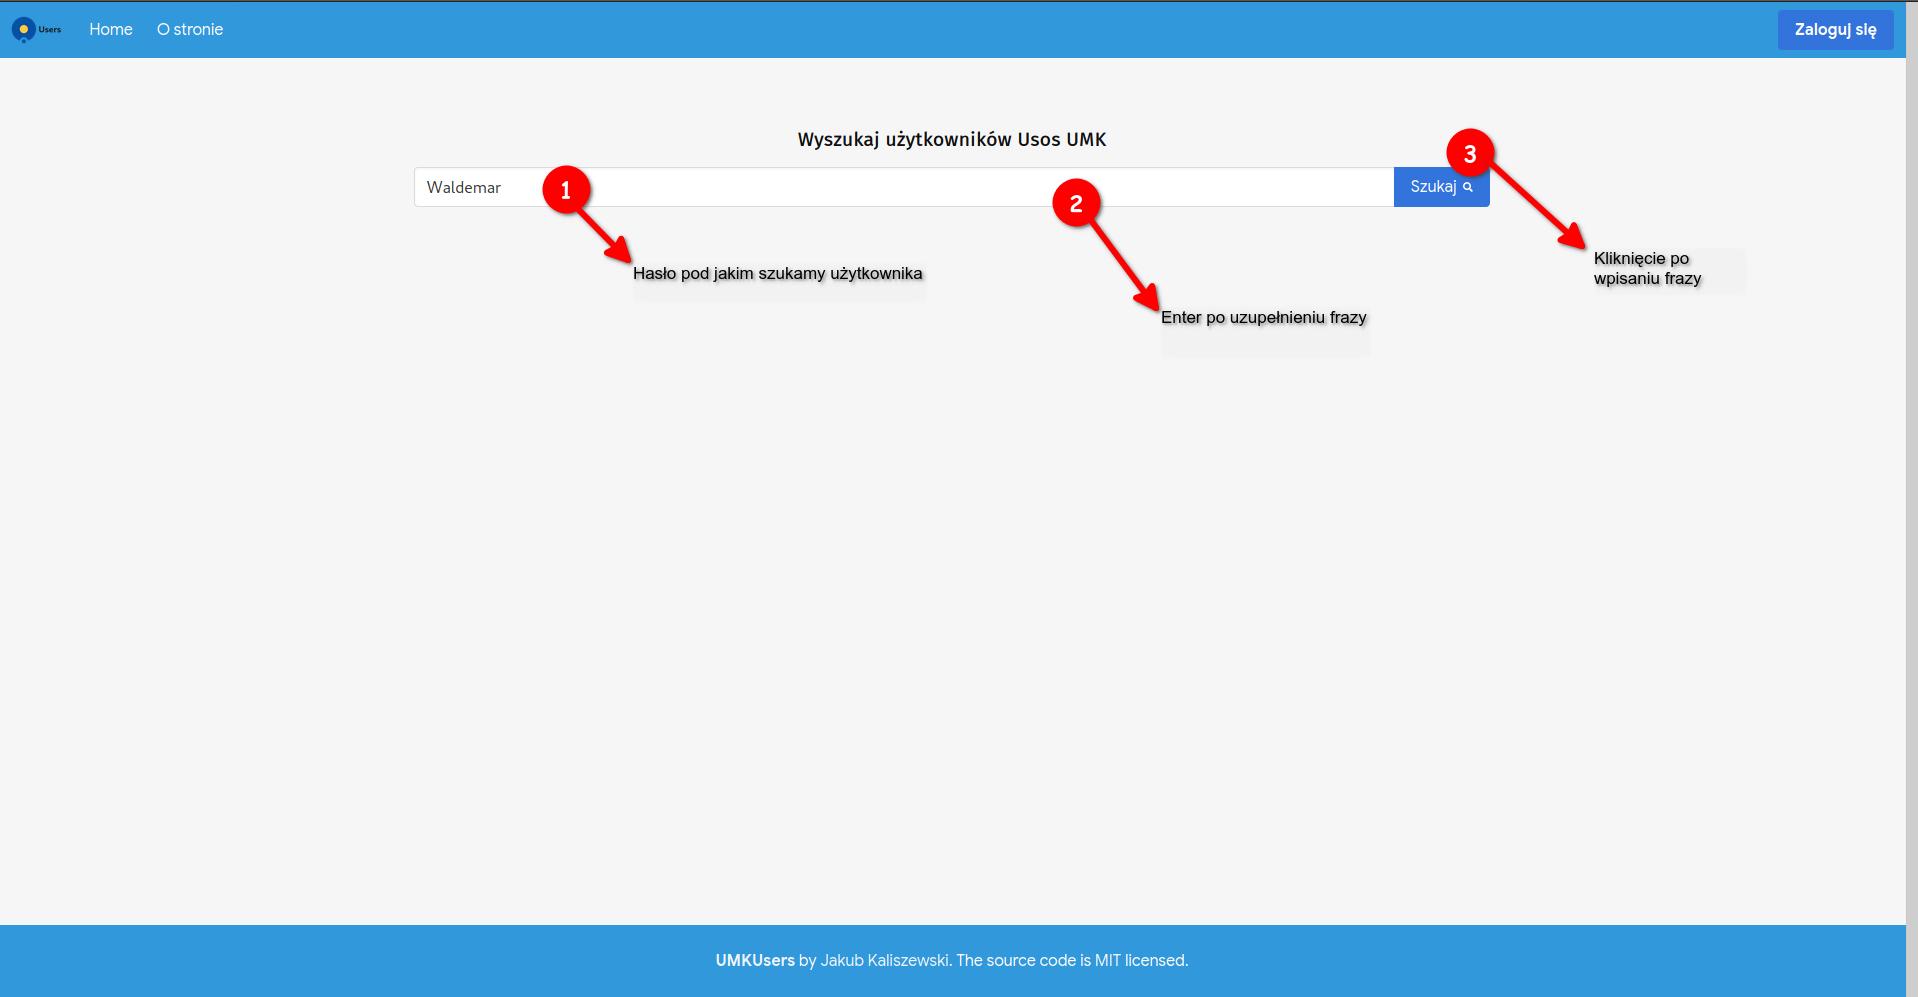 Users
Home
O stronie
Zaloguj się
Wyszukaj użytkowników Usos UMK
Waldemar
1
2
Szukaj
3
Hasło pod jakim szukamy użytkownika
Enter po uzupełnieniu frazy
Kliknięcie po
wpisaniu frazy
UMKUsers by Jakub Kaliszewski. The source code is MIT licensed.